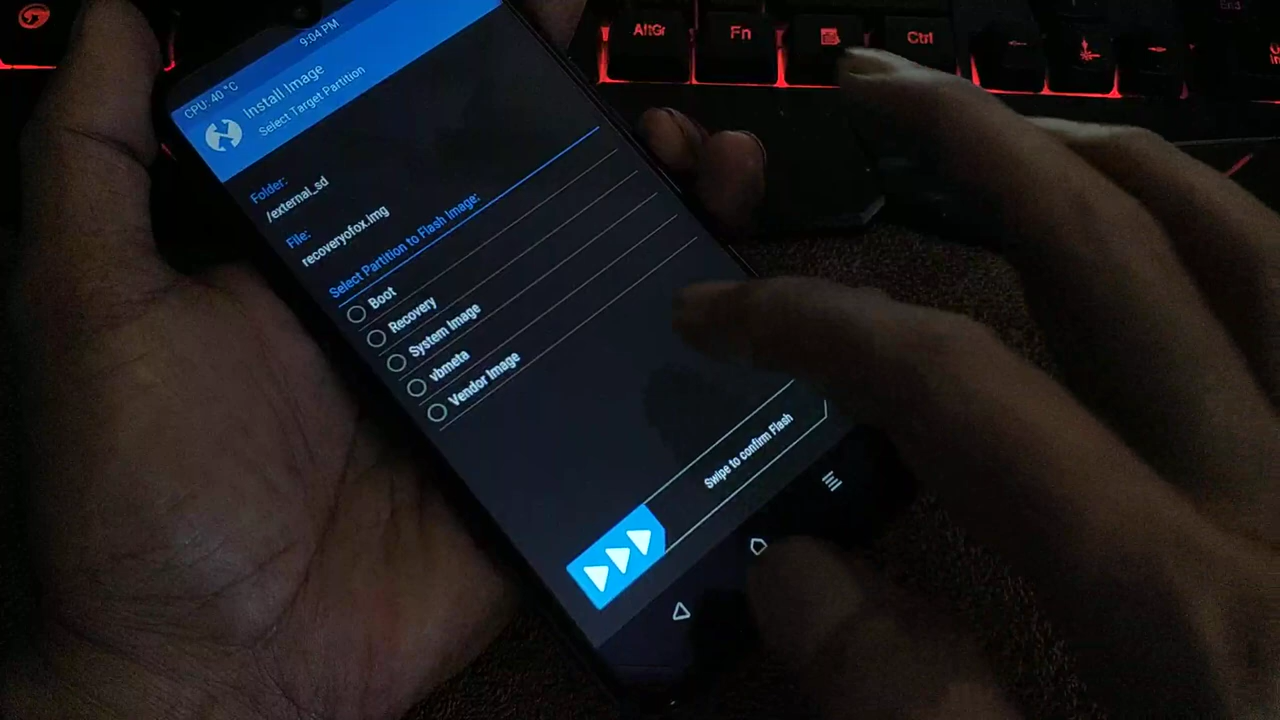 AltGr
Fn
Ctrl
End
9:04 PM
CPU: 40 °C
Install Image
Select Target Partition
Folder:
/external_sd
File:
recoveryofox.img
Select Partition to Flash Image:
Boot
Recovery
System Image
vbmeta
Vendor Image
Swipe to confirm Flash